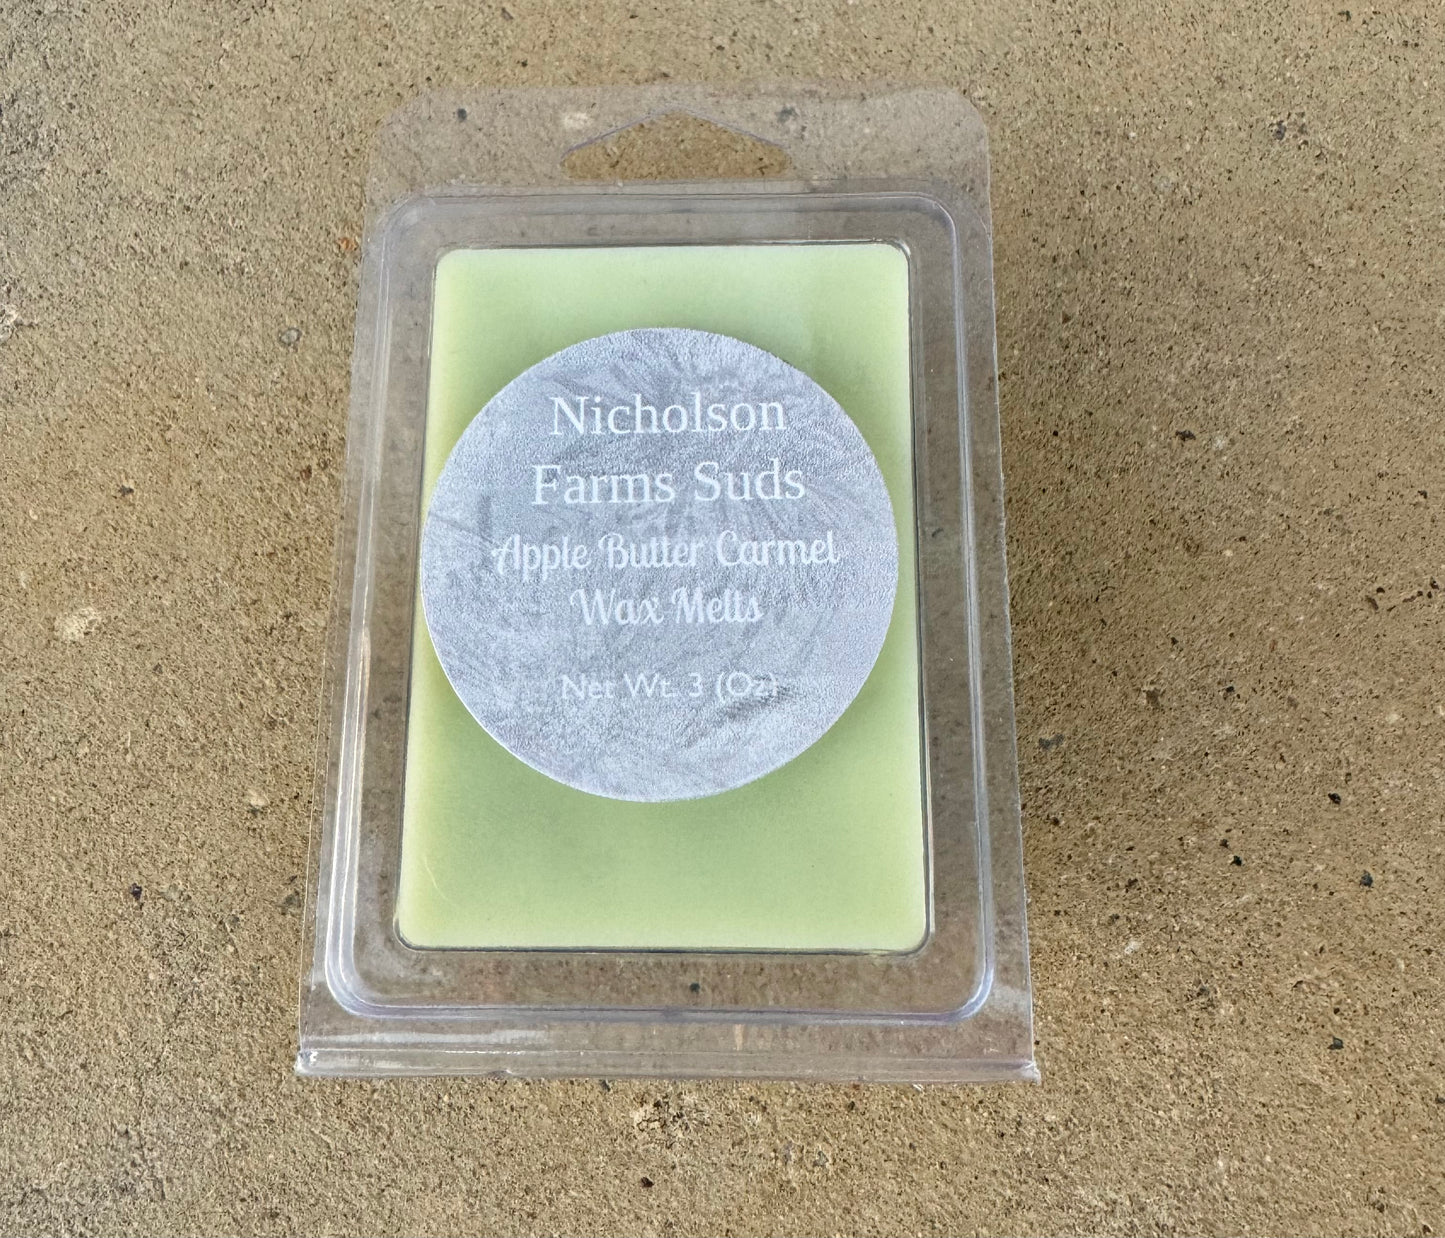 Nicholson
Farms Suds
Apple Butter Carmel
Wax Melts
Net Wt. 3 (Oz)